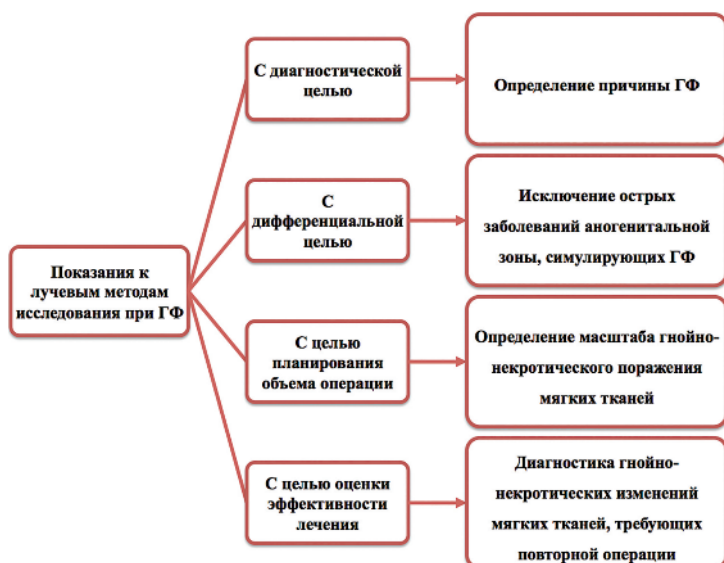 Показания к
лучевым методам
исследования при ГФ
С диагностической
целью
Определение причины ГФ
С
дифференциальной
целью
Исключение острых
заболеваний аногенитальной
зоны, симулирующих ГФ
С целью
планирования
объема операции
Определение масштаба гнойно-
некротического поражения
мягких тканей
С целью оценки
эффективности
лечения
Диагностика гнойно-
некротических изменений
мягких тканей, требующих
повторной операции